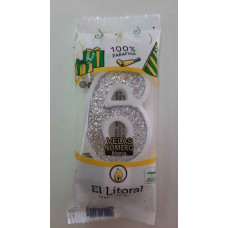 100%
PARAFINA
6
VELAS
NÚMERO
El Litoral